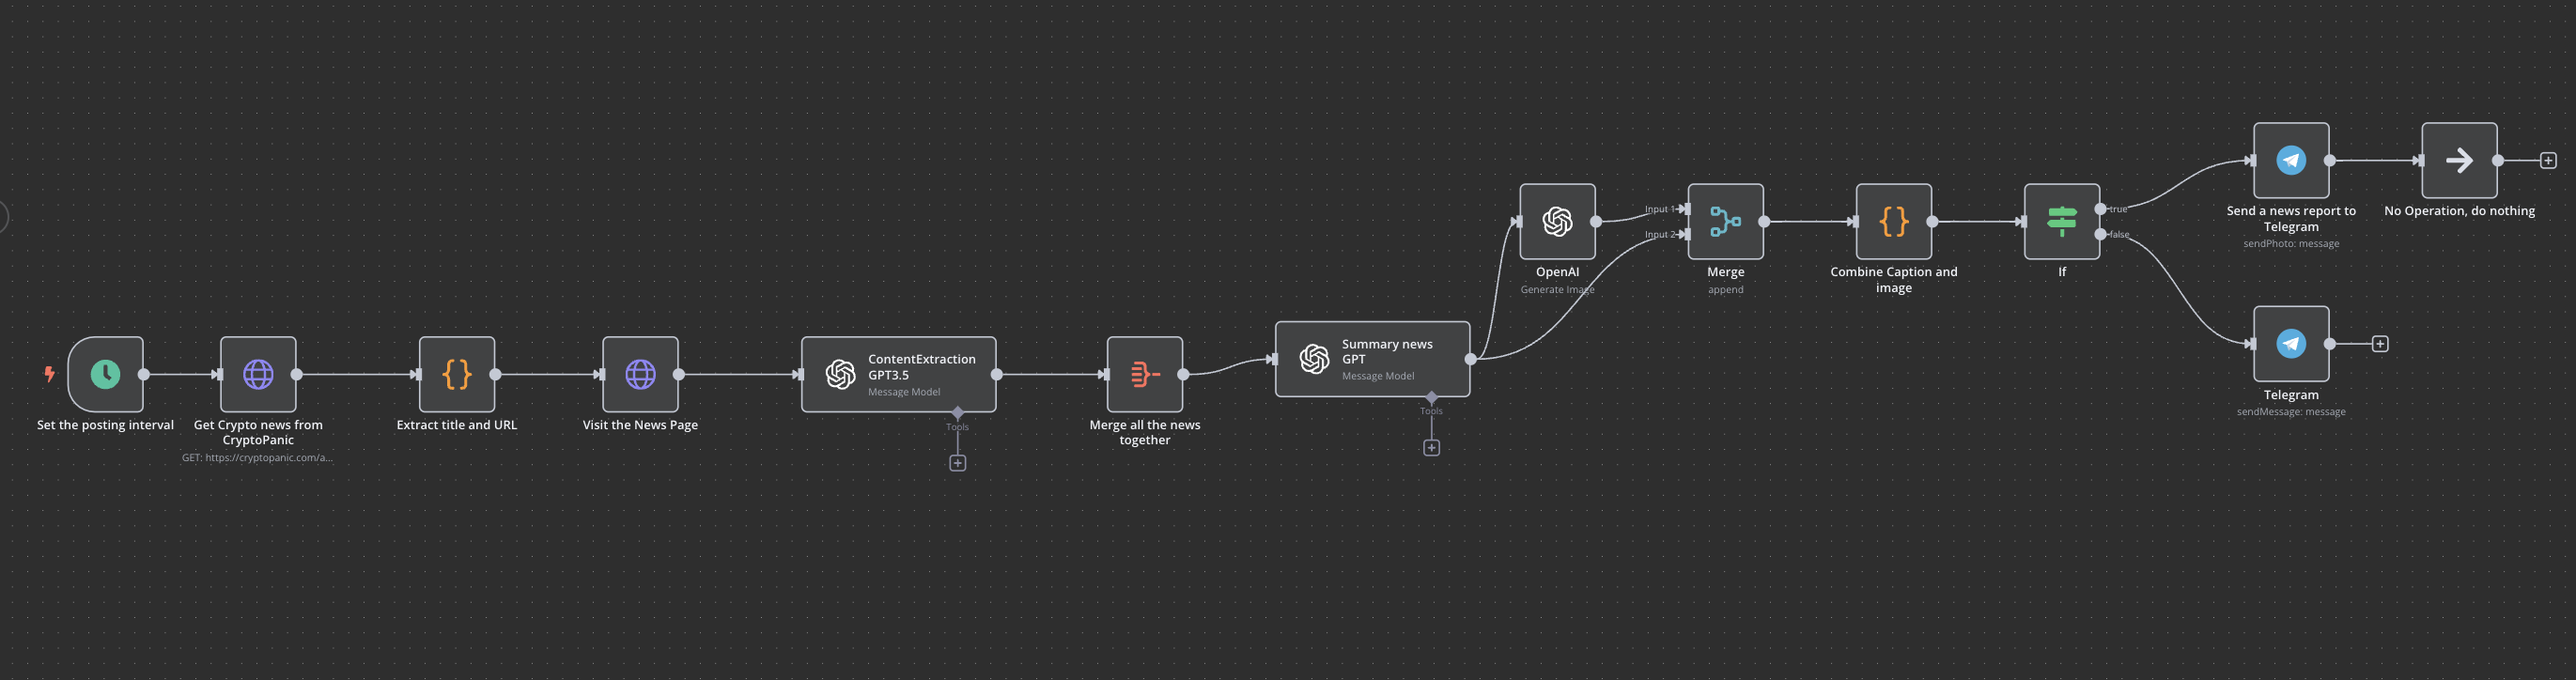 Set the posting interval
Get Crypto news from
CryptoPanic
GET: https://cryptopanic.com/a...
Extract title and URL
Visit the News Page
ContentExtraction
GPT3.5
Message Model
Tools
Merge all the news
together
Summary news
GPT
Message Model
Tools
OpenAI
Generate Image
Input 1
Input 2
Merge
append
Combine Caption and
image
If
true
false
Send a news report to
Telegram
sendPhoto: message
No Operation, do nothing
Telegram
sendMessage: message